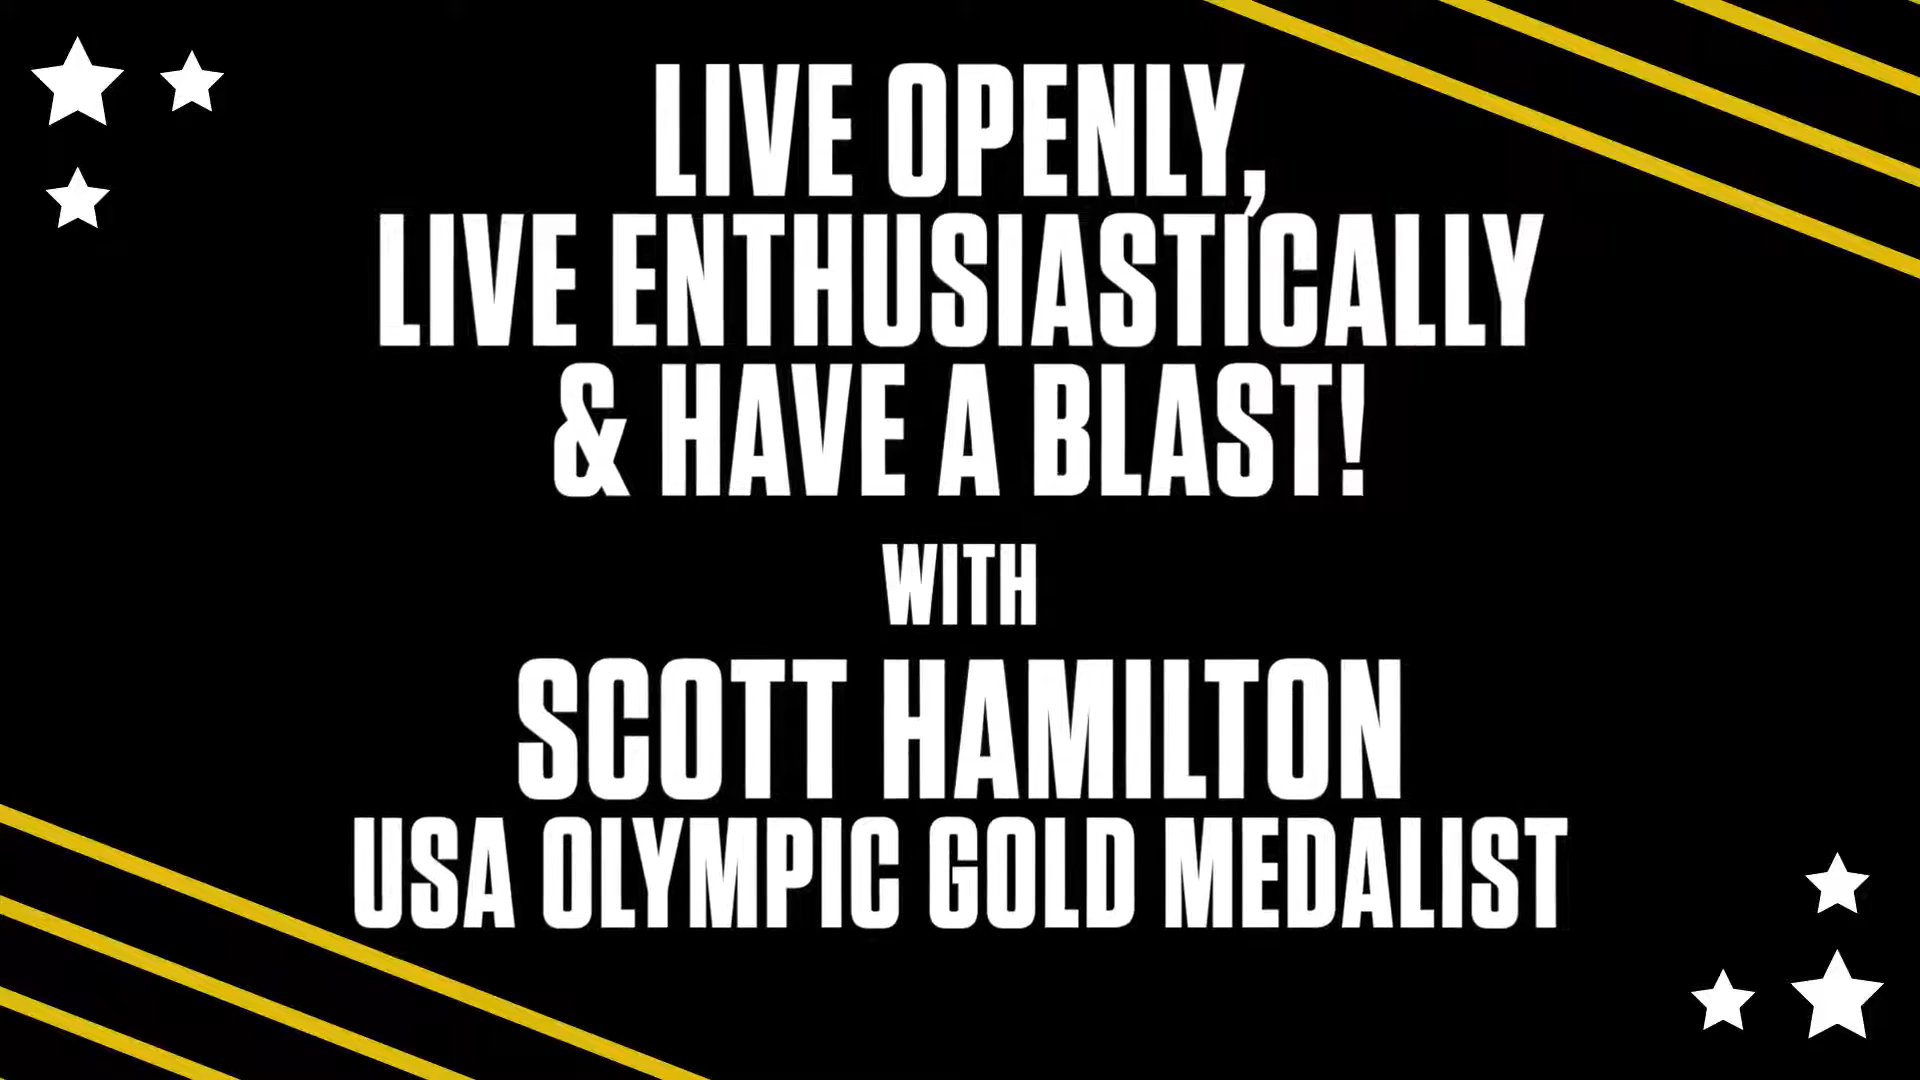 LIVE OPENLY,
LIVE ENTHUSIASTICALLY
& HAVE A BLAST!
WITH
SCOTT HAMILTON
USA OLYMPIC GOLD MEDALIST